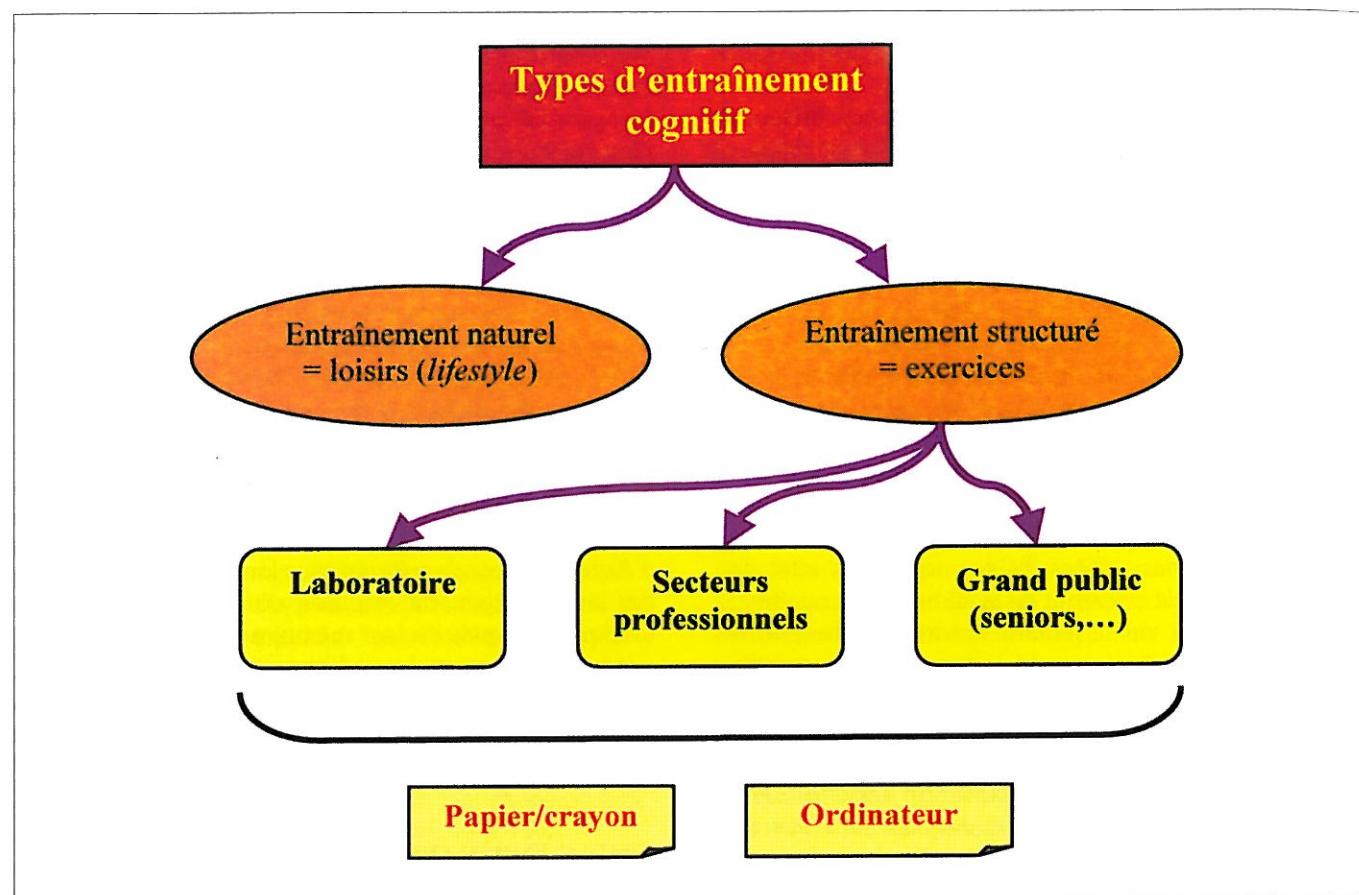 Types d’entraînement
cognitif
Entraînement naturel
= loisirs (lifestyle)
Entraînement structuré
= exercices
Laboratoire
Secteurs
professionnels
Grand public
(seniors,…)
Papier/crayon
Ordinateur